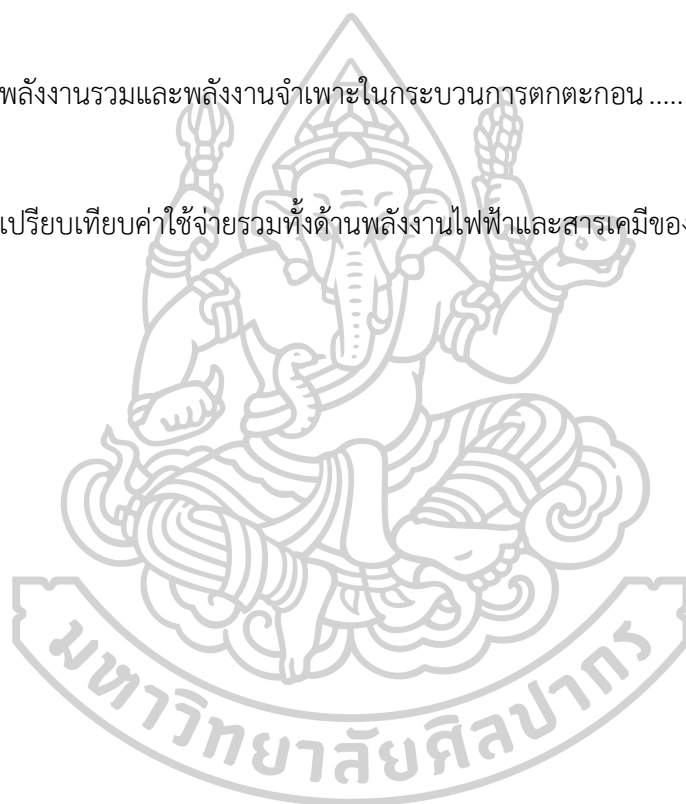 พลังงานรวมและพลังงานจำเพาะในกระบวนการตกตะกอน .....
เปรียบเทียบค่าใช้จ่ายรวมทั้งด้านพลังงานไฟฟ้าและสารเคมีของ
มหาวิทยาลัยศิลปากร